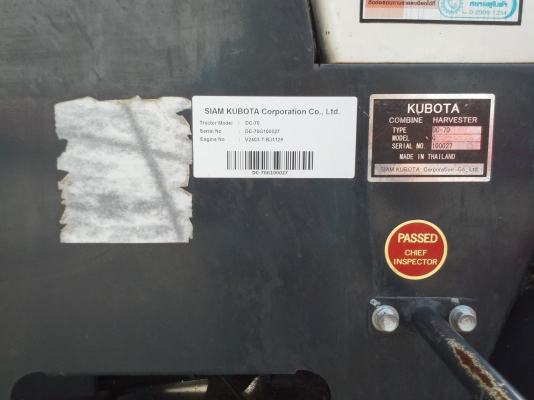 SIAM KUBOTA Corporation Co., Ltd.
Tractor Model : DC-70
Serial No : DC-70G100027
Engine No : V2403-T-BJ1129
DC-70G100027
KUBOTA
COMBINE HARVESTER
TYPE DC-70
MODEL G
SERIAL NO. 100027
MADE IN THAILAND
SIAM KUBOTA Corporation Co., Ltd.
PASSED
CHIEF
INSPECTOR